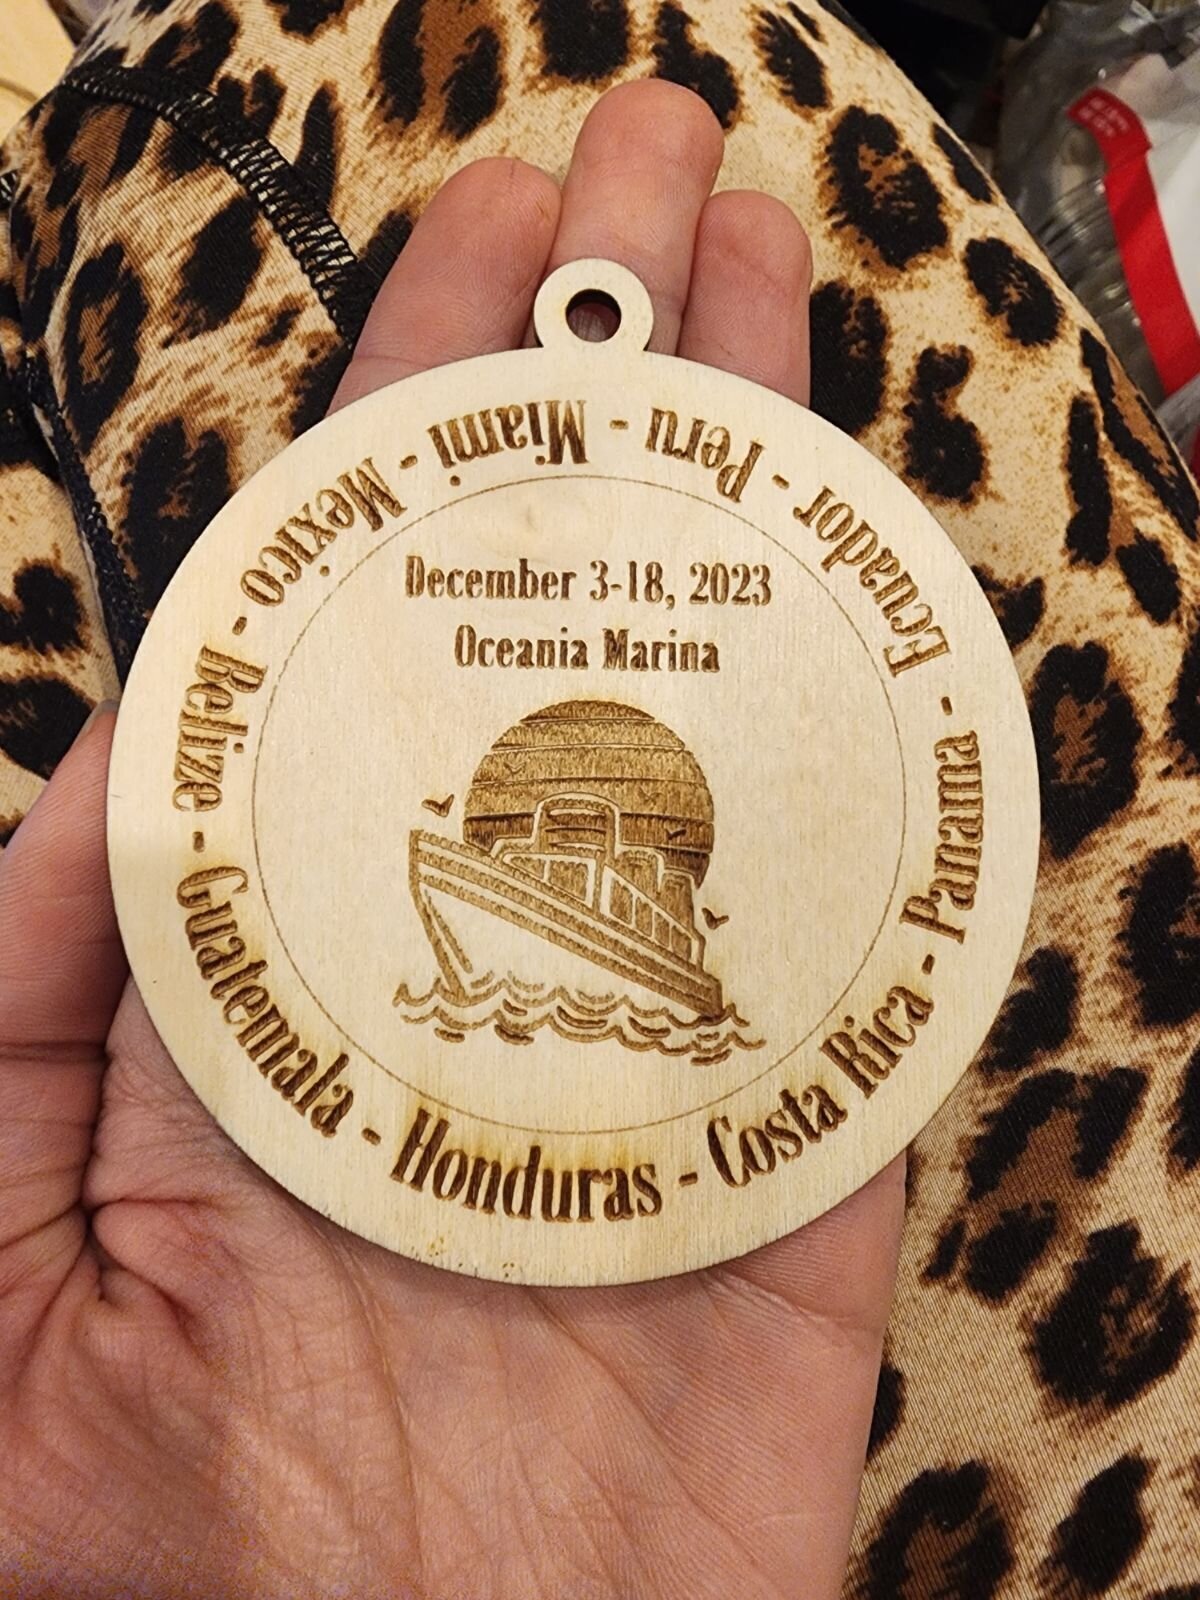 Miami - Mexico - Belize - Guatemala - Honduras - Costa Rica - Panama - Ecuador - Peru -
December 3-18, 2023
Oceania Marina